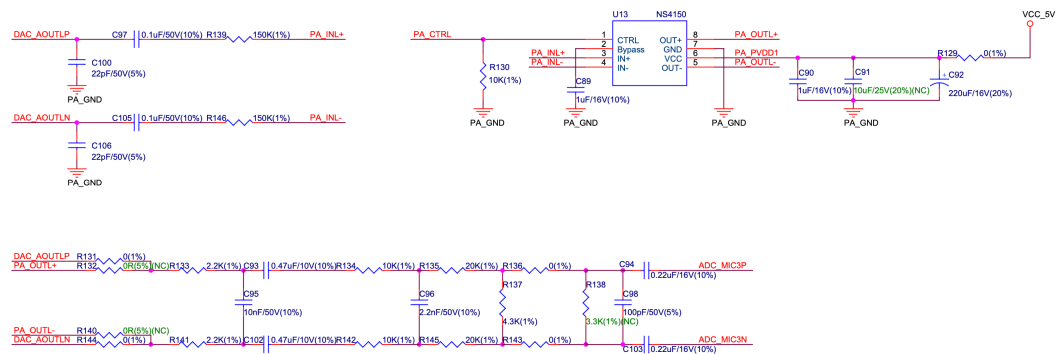 U13 NS4150
VCC_5V
DAC_AOUTLP C97 0.1uF/50V(10%) R139 150K(1%) PA_INL+
PA_CTRL 1 CTRL OUT+ 8 PA_OUTL+
2 Bypass GND 7
PA_INL+ 3 IN+ VCC 6 PA_PVDD1 R129 0(1%)
PA_INL- 4 IN- OUT- 5 PA_OUTL-
C100
22pF/50V(5%)
PA_GND
R130
10K(1%)
PA_GND
C89
1uF/16V(10%)
PA_GND
PA_GND
C90
1uF/16V(10%)
C91
10uF/25V(20%)(NC)
+ C92
220uF/16V(20%)
PA_GND
DAC_AOUTLN C105 0.1uF/50V(10%) R146 150K(1%) PA_INL-
C106
22pF/50V(5%)
PA_GND
DAC_AOUTLP R131 0(1%)
PA_OUTL+ R132 0R(5%)(NC) R133 2.2K(1%) C93 0.47uF/10V(10%) R134 10K(1%) R135 20K(1%) R136 0(1%) C94 0.22uF/16V(10%) ADC_MIC3P
C95
10nF/50V(10%)
C96
2.2nF/50V(10%)
R137
4.3K(1%)
R138
3.3K(1%)(NC)
C98
100pF/50V(5%)
PA_OUTL- R140 0R(5%)(NC)
DAC_AOUTLN R144 0(1%) R141 2.2K(1%) C102 0.47uF/10V(10%) R142 10K(1%) R145 20K(1%) R143 0(1%) C103 0.22uF/16V(10%) ADC_MIC3N